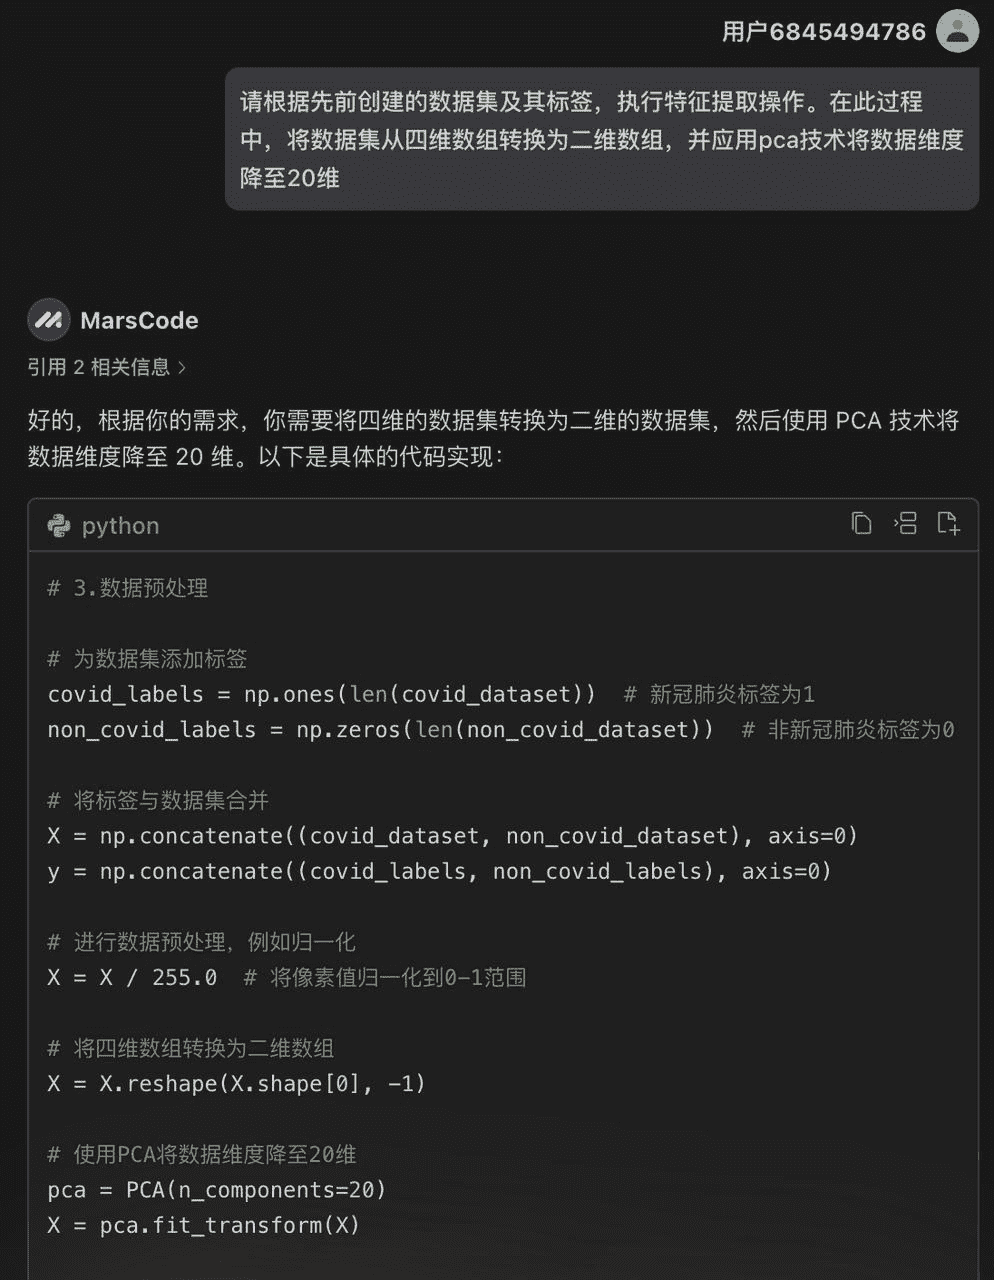 用户6845494786
请根据先前创建的数据集及其标签，执行特征提取操作。在此过程
中，将数据集从四维数组转换为二维数组，并应用pca技术将数据维度
降至20维
MarsCode
引用 2 相关信息 >
好的，根据你的需求，你需要将四维的数据集转换为二维的数据集，然后使用 PCA 技术将
数据维度降至 20 维。以下是具体的代码实现：
python
# 3.数据预处理
# 为数据集添加标签
covid_labels = np.ones(len(covid_dataset))  # 新冠肺炎标签为1
non_covid_labels = np.zeros(len(non_covid_dataset))  # 非新冠肺炎标签为0
# 将标签与数据集合并
X = np.concatenate((covid_dataset, non_covid_dataset), axis=0)
y = np.concatenate((covid_labels, non_covid_labels), axis=0)
# 进行数据预处理，例如归一化
X = X / 255.0  # 将像素值归一化到0-1范围
# 将四维数组转换为二维数组
X = X.reshape(X.shape[0], -1)
# 使用PCA将数据维度降至20维
pca = PCA(n_components=20)
X = pca.fit_transform(X)